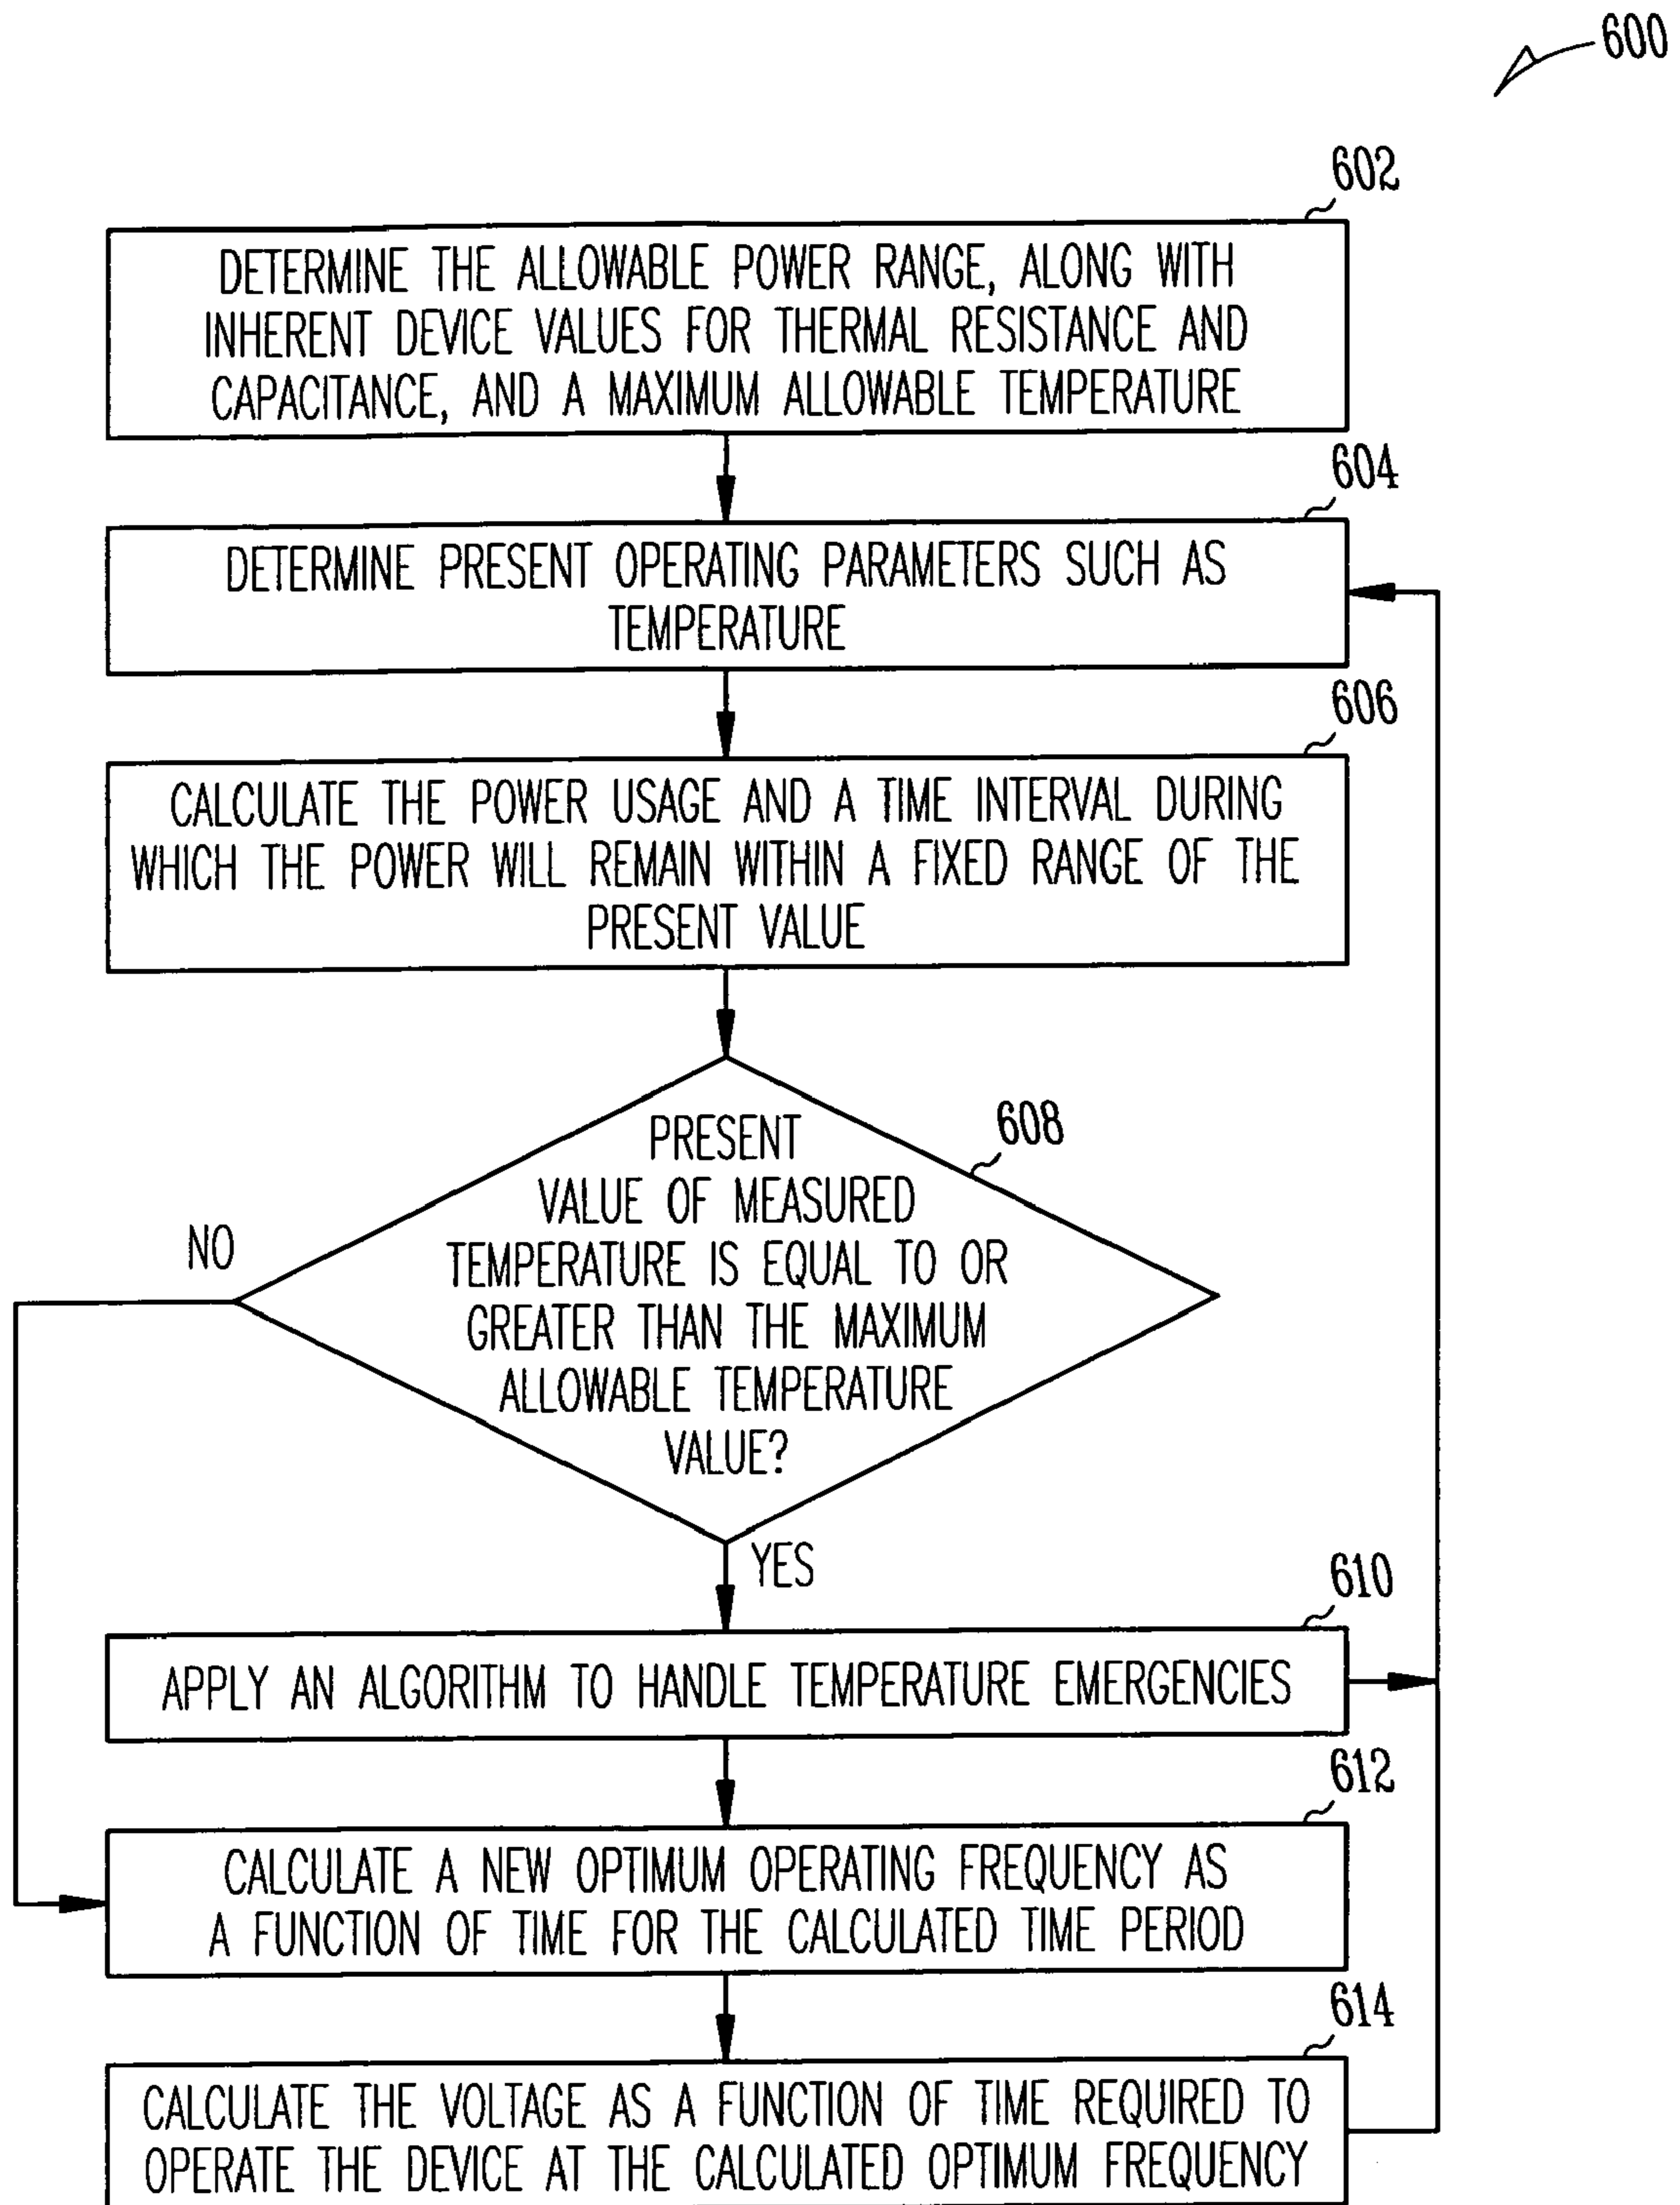 600
602
DETERMINE THE ALLOWABLE POWER RANGE, ALONG WITH
INHERENT DEVICE VALUES FOR THERMAL RESISTANCE AND
CAPACITANCE, AND A MAXIMUM ALLOWABLE TEMPERATURE
604
DETERMINE PRESENT OPERATING PARAMETERS SUCH AS
TEMPERATURE
606
CALCULATE THE POWER USAGE AND A TIME INTERVAL DURING
WHICH THE POWER WILL REMAIN WITHIN A FIXED RANGE OF THE
PRESENT VALUE
608
PRESENT
VALUE OF MEASURED
TEMPERATURE IS EQUAL TO OR
GREATER THAN THE MAXIMUM
ALLOWABLE TEMPERATURE
VALUE?
NO
YES
610
APPLY AN ALGORITHM TO HANDLE TEMPERATURE EMERGENCIES
612
CALCULATE A NEW OPTIMUM OPERATING FREQUENCY AS
A FUNCTION OF TIME FOR THE CALCULATED TIME PERIOD
614
CALCULATE THE VOLTAGE AS A FUNCTION OF TIME REQUIRED TO
OPERATE THE DEVICE AT THE CALCULATED OPTIMUM FREQUENCY